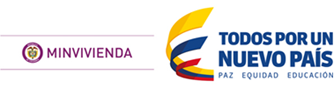 MINVIVIENDA
TODOS POR UN
NUEVO PAÍS
PAZ EQUIDAD EDUCACIÓN